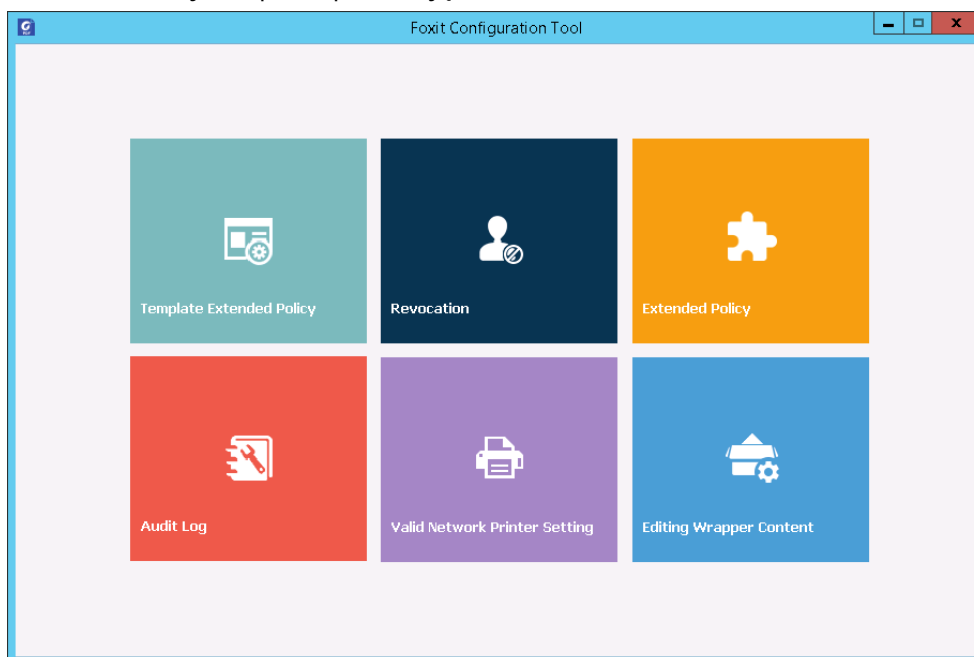 Foxit Configuration Tool
Template Extended Policy
Revocation
Extended Policy
Audit Log
Valid Network Printer Setting
Editing Wrapper Content